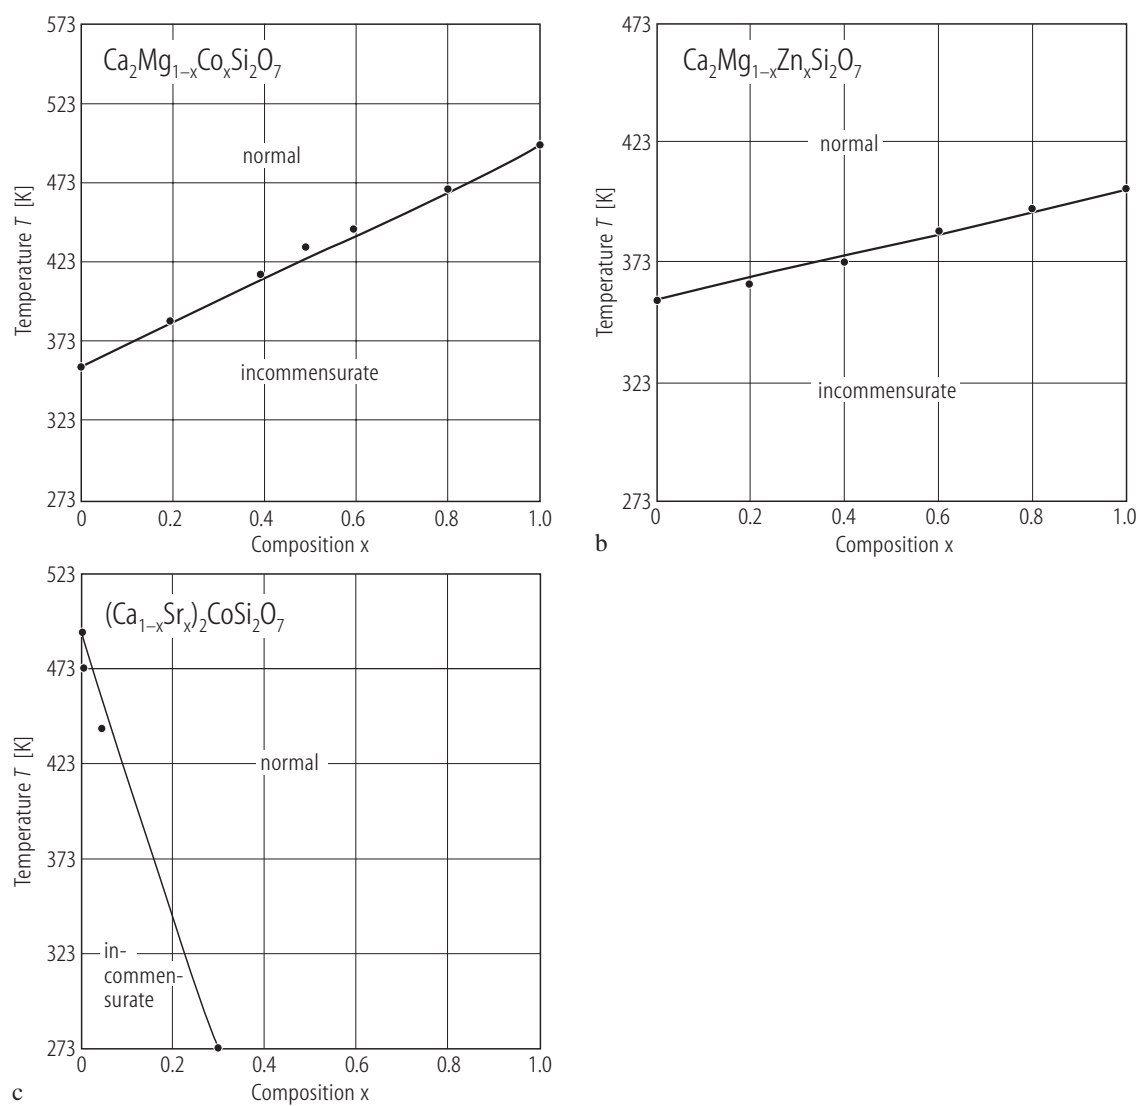 573
523
473
423
373
323
273
Temperature T [K]
Ca₂Mg₁₋ₓCoₓSi₂O₇
normal
incommensurate
0 0.2 0.4 0.6 0.8 1.0
Composition x
473
423
373
323
273
Temperature T [K]
Ca₂Mg₁₋ₓZnₓSi₂O₇
normal
incommensurate
0 0.2 0.4 0.6 0.8 1.0
Composition x
b
523
473
423
373
323
273
Temperature T [K]
(Ca₁₋ₓSrₓ)₂CoSi₂O₇
normal
in-
commen-
surate
0 0.2 0.4 0.6 0.8 1.0
Composition x
c